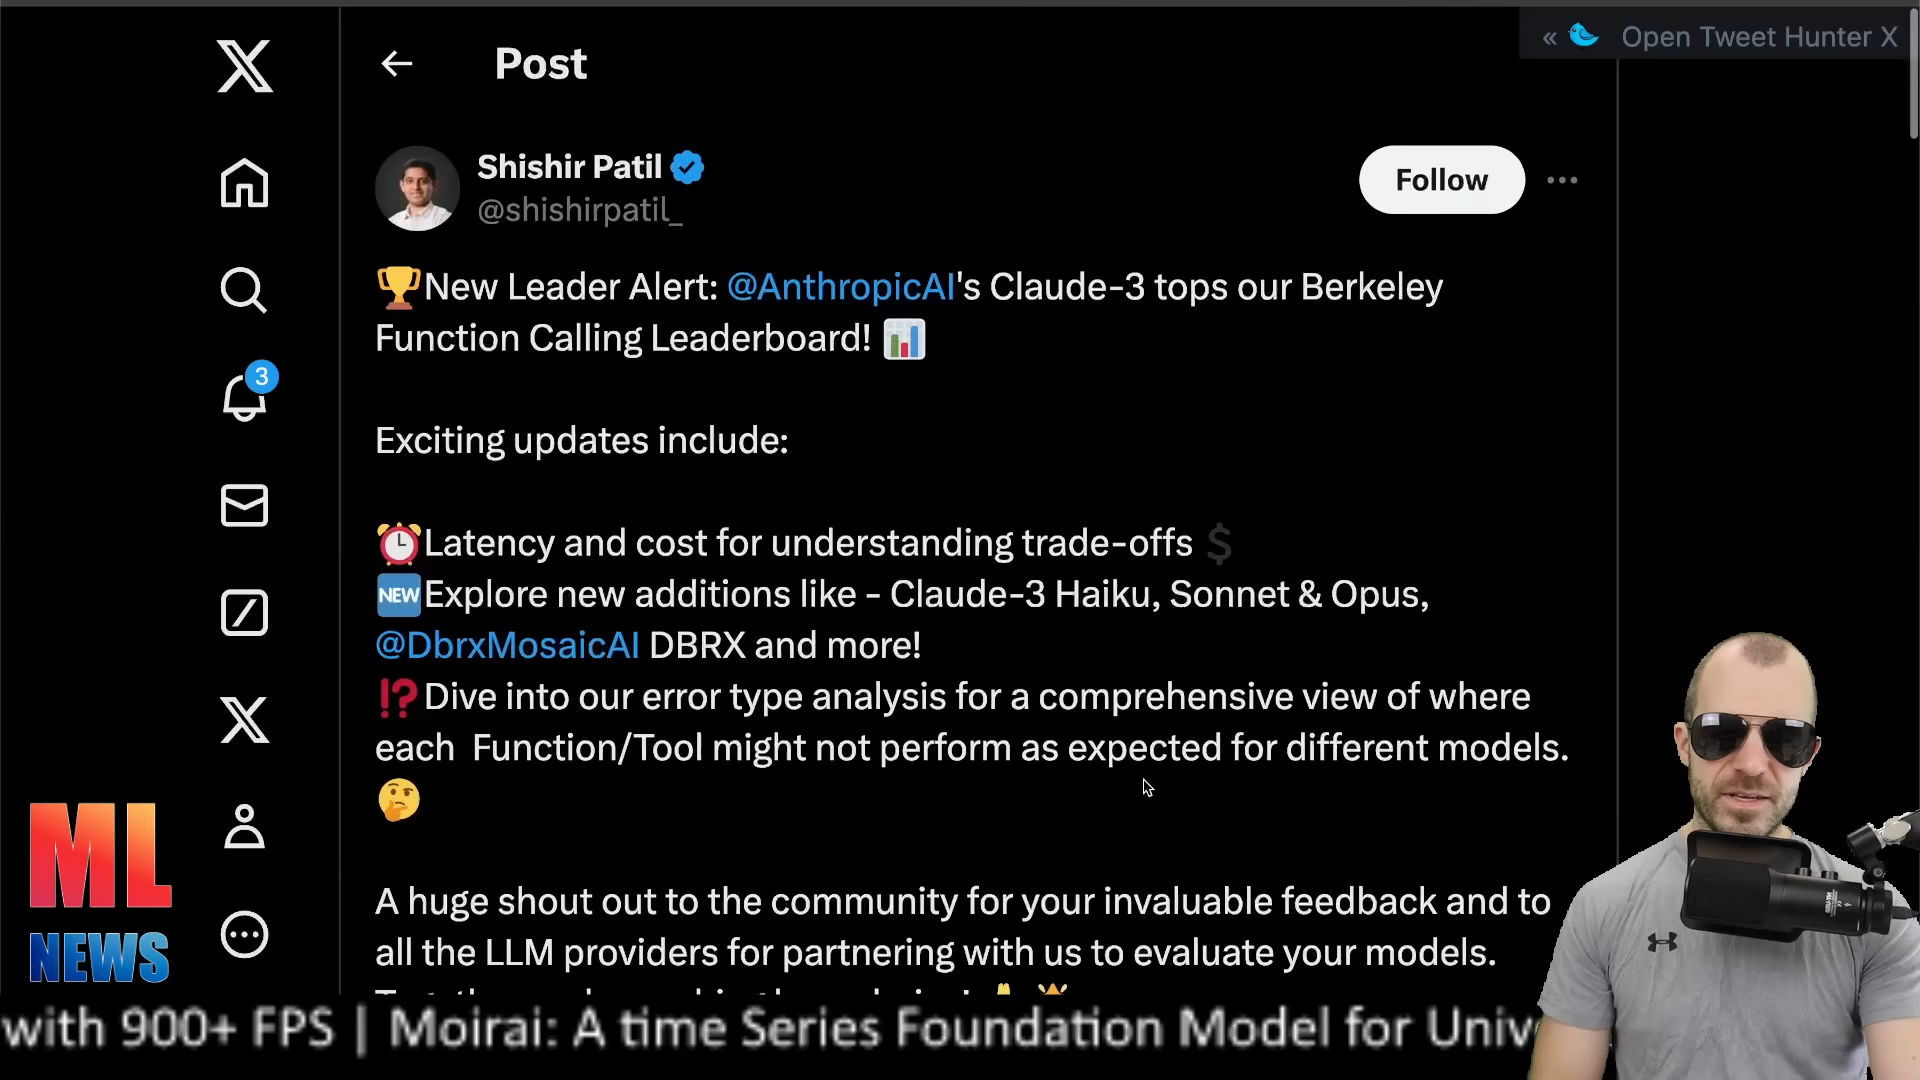 « Open Tweet Hunter X
Post
Shishir Patil
@shishirpatil_
Follow
🏆New Leader Alert: @AnthropicAI's Claude-3 tops our Berkeley
Function Calling Leaderboard! 📊
Exciting updates include:
⏰Latency and cost for understanding trade-offs 💲
🆕Explore new additions like - Claude-3 Haiku, Sonnet & Opus,
@DbrxMosaicAI DBRX and more!
⁉️Dive into our error type analysis for a comprehensive view of where
each Function/Tool might not perform as expected for different models.
🤔
A huge shout out to the community for your invaluable feedback and to
all the LLM providers for partnering with us to evaluate your models.
3
ML
NEWS
with 900+ FPS | Moirai: A time Series Foundation Model for Univ